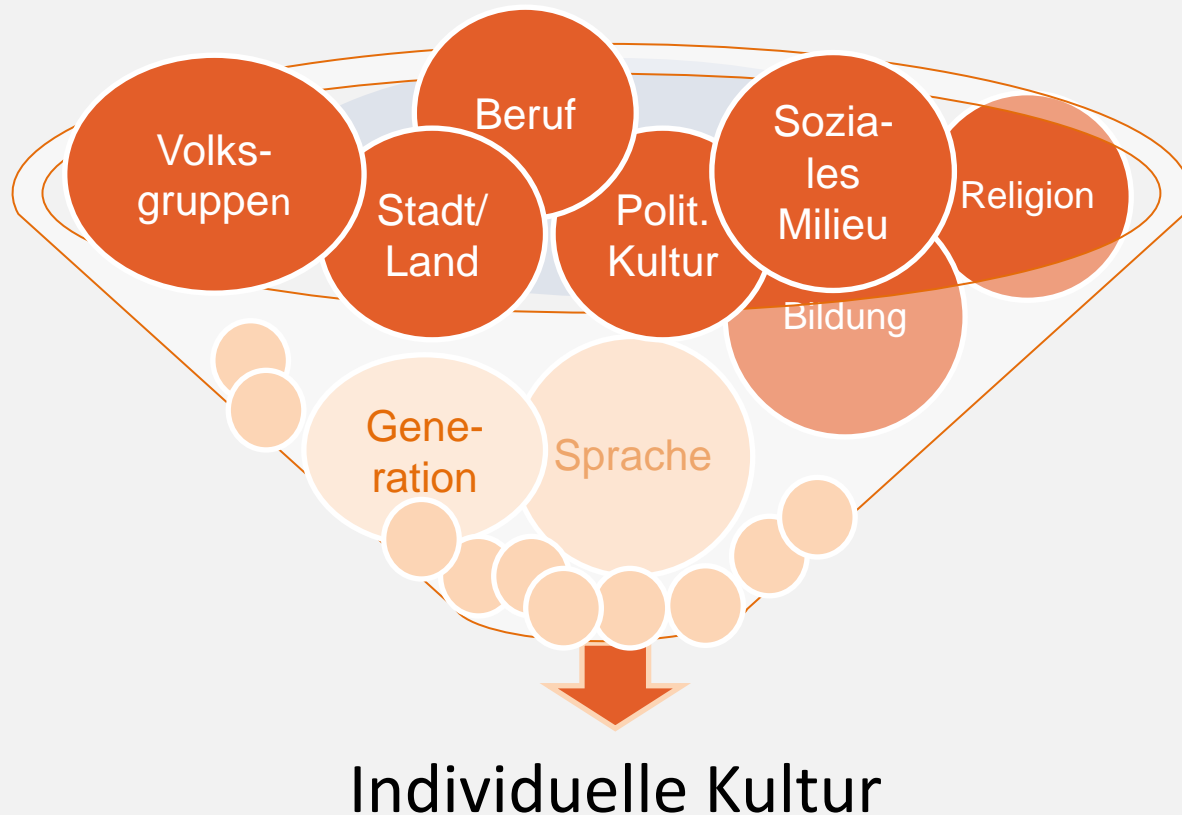 Volks-
gruppen
Beruf
Stadt/
Land
Polit.
Kultur
Sozia-
les
Milieu
Religion
Bildung
Gene-
ration
Sprache
Individuelle Kultur